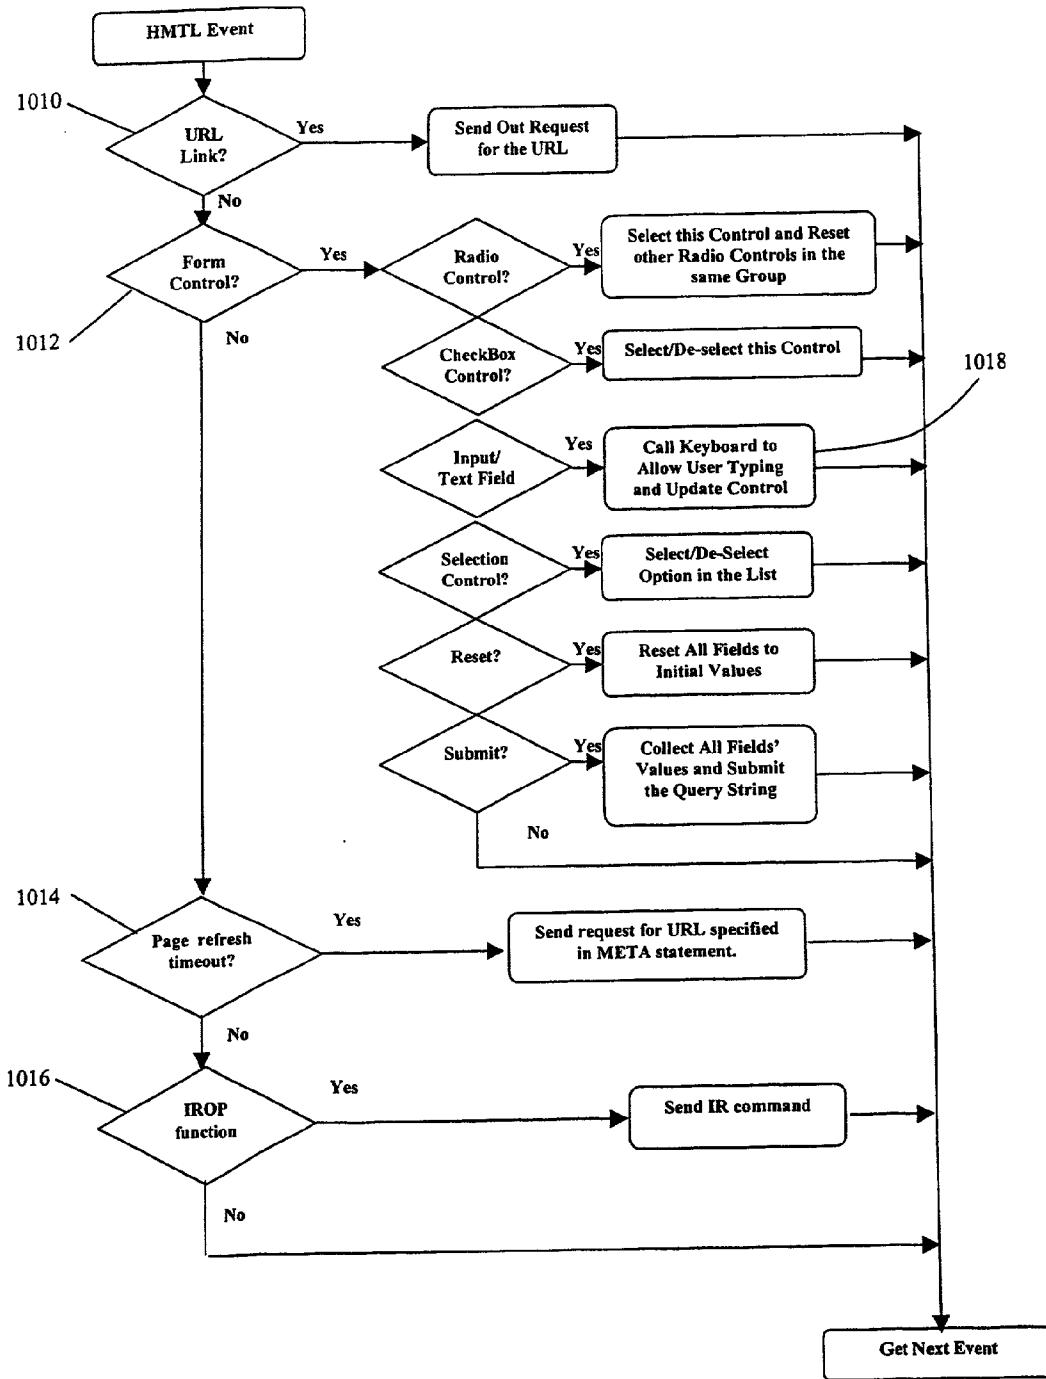 HMTL Event
1010
URL
Link?
Yes
Send Out Request
for the URL
No
Form
Control?
Yes
1012
No
Radio
Control?
Yes
Select this Control and Reset
other Radio Controls in the
same Group
CheckBox
Control?
Yes
Select/De-select this Control
1018
Input/
Text Field
Yes
Call Keyboard to
Allow User Typing
and Update Control
Selection
Control?
Yes
Select/De-Select
Option in the List
Reset?
Yes
Reset All Fields to
Initial Values
Submit?
Yes
Collect All Fields'
Values and Submit
the Query String
No
1014
Page refresh
timeout?
Yes
Send request for URL specified
in META statement.
No
1016
IROP
function
Yes
Send IR command
No
Get Next Event